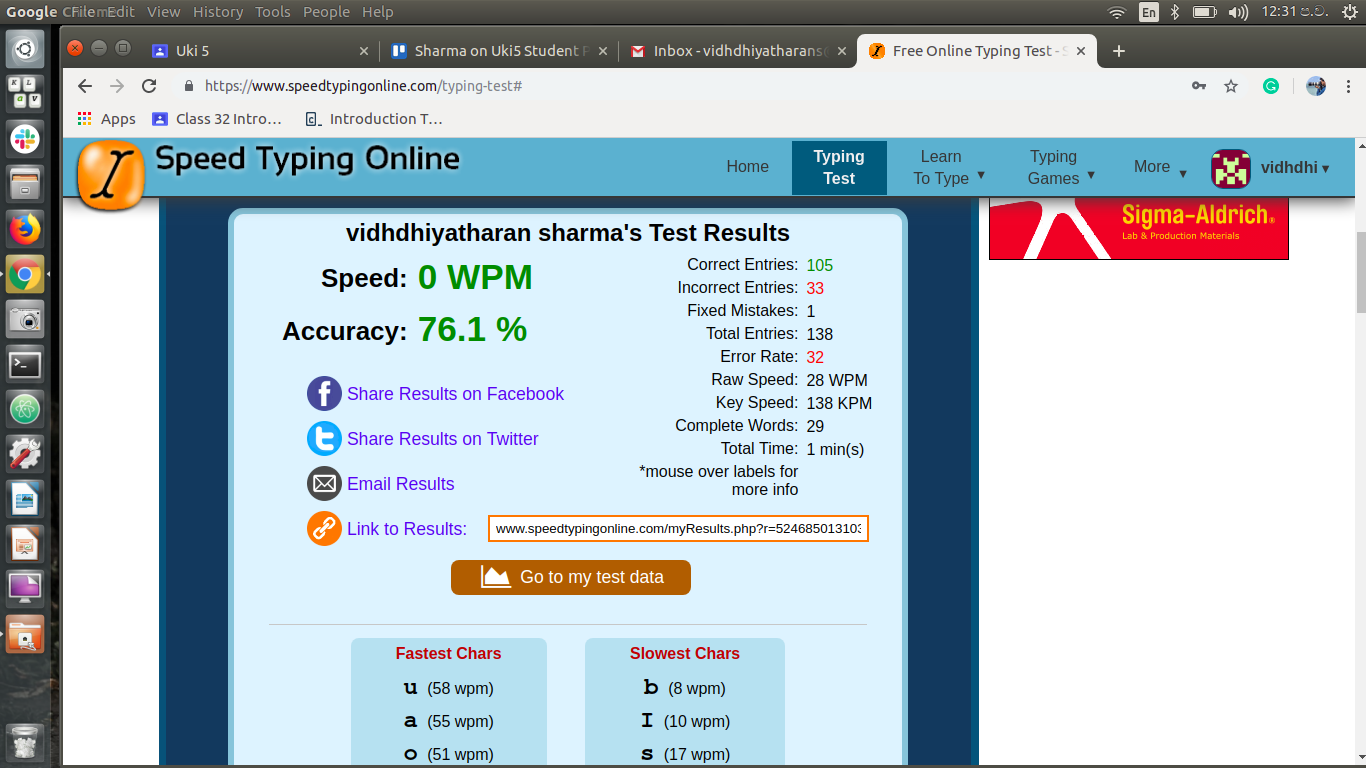 Google Chrome File Edit View History Tools People Help
En 12:31 ප.ව.
Uki 5
Sharma on Uki5 Student P
Inbox - vidhdhiyatharans
Free Online Typing Test - S
https://www.speedtypingonline.com/typing-test#
Apps Class 32 Intro… Introduction T…
Speed Typing Online
Home
Typing Test
Learn To Type
Typing Games
More
vidhdhi
Sigma-Aldrich®
Lab & Production Materials
vidhdhiyatharan sharma's Test Results
Speed: 0 WPM
Accuracy: 76.1 %
Correct Entries: 105
Incorrect Entries: 33
Fixed Mistakes: 1
Total Entries: 138
Error Rate: 32
Raw Speed: 28 WPM
Key Speed: 138 KPM
Complete Words: 29
Total Time: 1 min(s)
*mouse over labels for
more info
Share Results on Facebook
Share Results on Twitter
Email Results
Link to Results: www.speedtypingonline.com/myResults.php?r=524685013103
Go to my test data
Fastest Chars
u (58 wpm)
a (55 wpm)
o (51 wpm)
Slowest Chars
b (8 wpm)
I (10 wpm)
s (17 wpm)